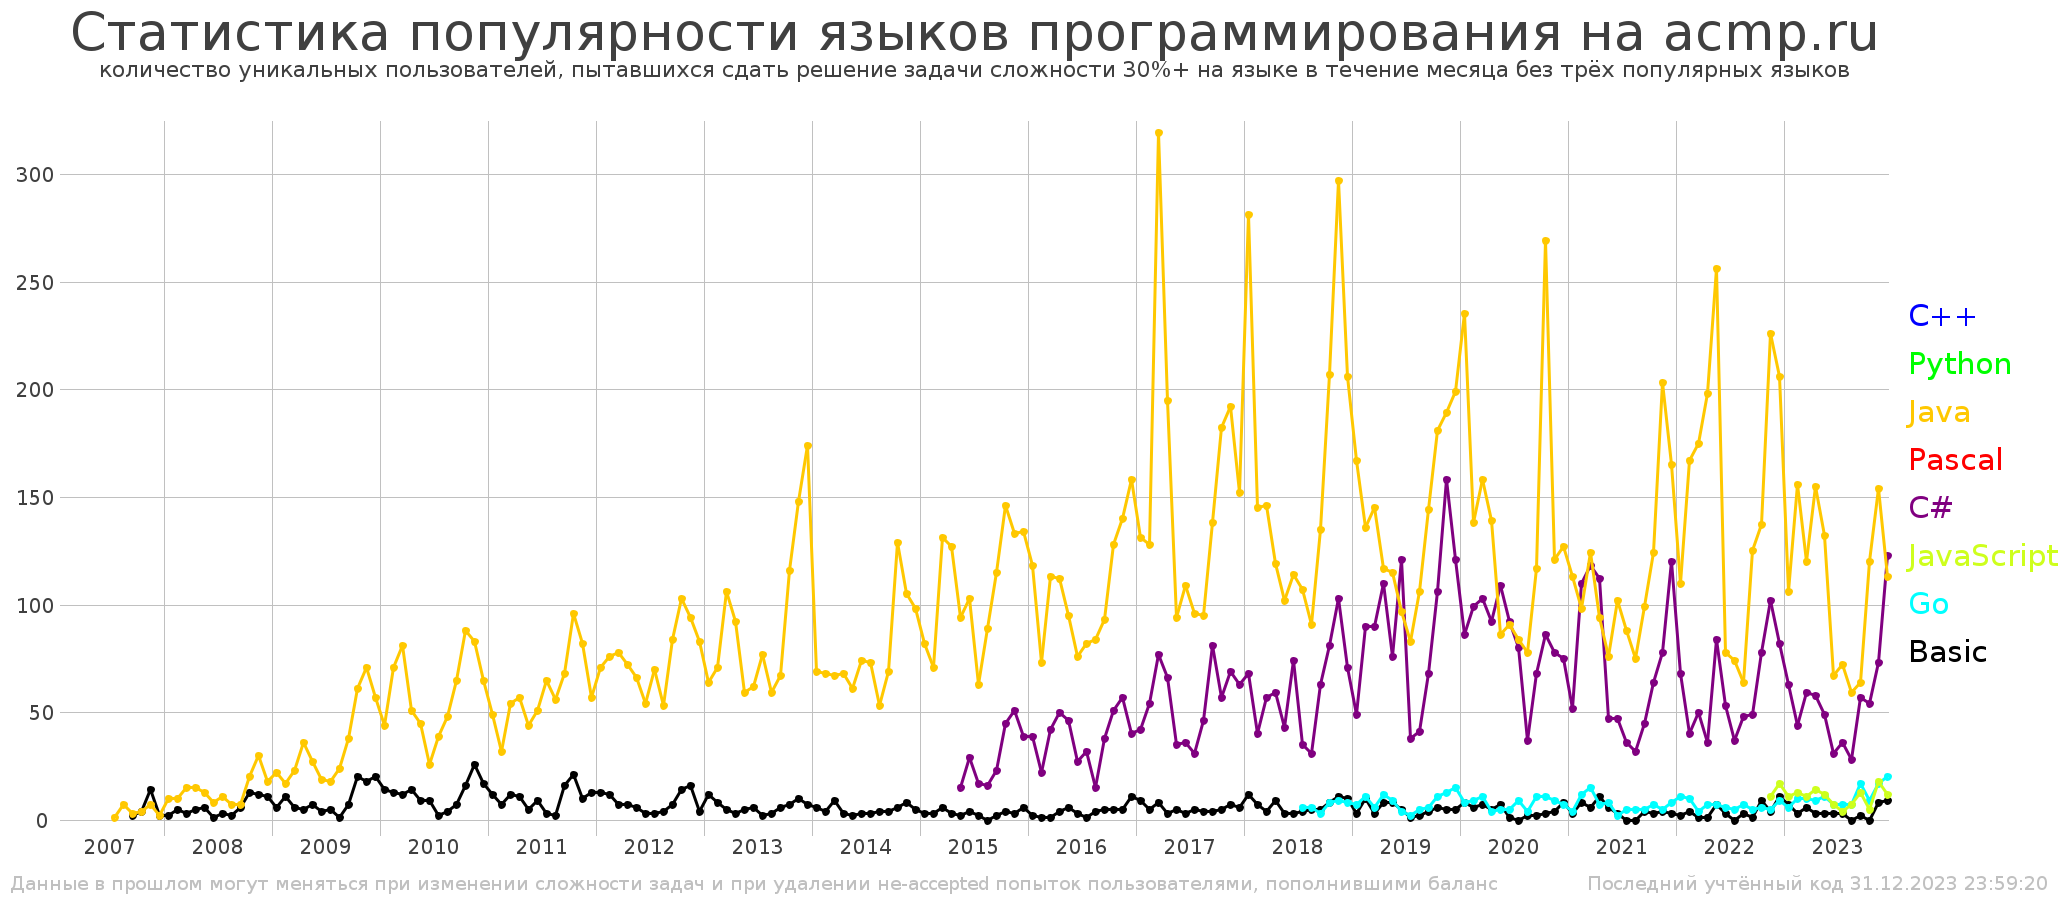 Статистика популярности языков программирования на acmp.ru
количество уникальных пользователей, пытавшихся сдать решение задачи сложности 30%+ на языке в течение месяца без трёх популярных языков
300
250
200
150
100
50
0
C++
Python
Java
Pascal
C#
JavaScript
Go
Basic
2007 2008 2009 2010 2011 2012 2013 2014 2015 2016 2017 2018 2019 2020 2021 2022 2023
Данные в прошлом могут меняться при изменении сложности задач и при удалении не-accepted попыток пользователями, пополнившими баланс
Последний учтённый код 31.12.2023 23:59:20